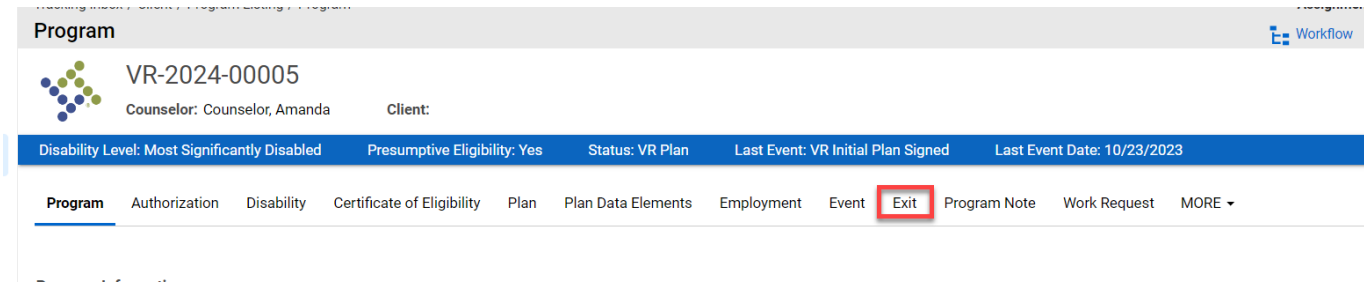 Program
Workflow
VR-2024-00005
Counselor: Counselor, Amanda Client:
Disability Level: Most Significantly Disabled Presumptive Eligibility: Yes Status: VR Plan Last Event: VR Initial Plan Signed Last Event Date: 10/23/2023
Program Authorization Disability Certificate of Eligibility Plan Plan Data Elements Employment Event Exit Program Note Work Request MORE